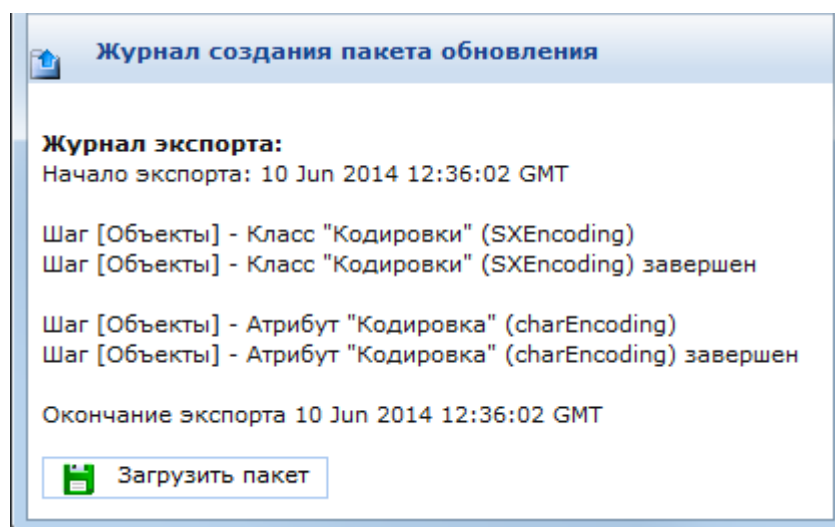 Журнал создания пакета обновления
Журнал экспорта:
Начало экспорта: 10 Jun 2014 12:36:02 GMT
Шаг [Объекты] - Класс "Кодировки" (SXEncoding)
Шаг [Объекты] - Класс "Кодировки" (SXEncoding) завершен
Шаг [Объекты] - Атрибут "Кодировка" (charEncoding)
Шаг [Объекты] - Атрибут "Кодировка" (charEncoding) завершен
Окончание экспорта 10 Jun 2014 12:36:02 GMT
Загрузить пакет